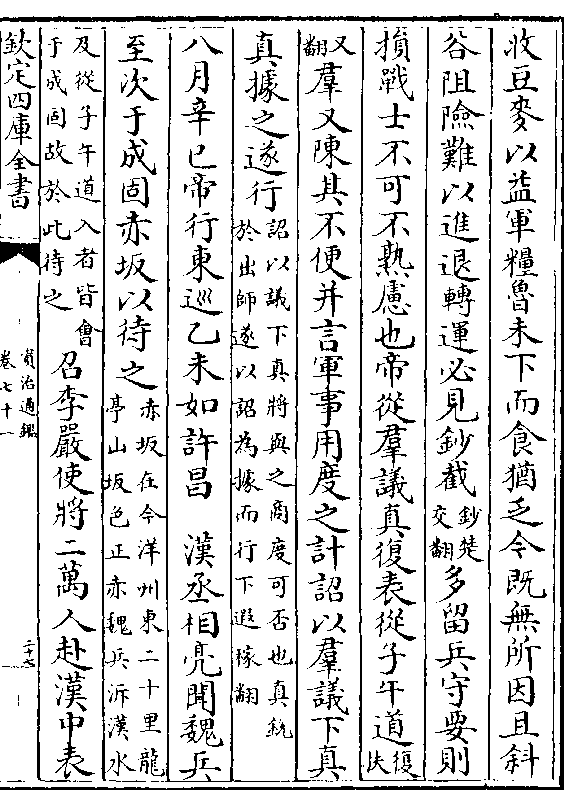 收豆麥以益軍糧魯未下而食猶乏今既無所因且斜
谷阻險難以進退轉運必見鈔截鈔楚交翻多留兵守要則
損戰士不可不熟慮也帝從羣議真復表從子午道復扶
又翻羣又陳其不便并言軍事用度之計詔以羣議下真
真據之遂行詔以議下真將與之商度可否也真銳於出師遂以詔為據而行下遐稼翻
八月辛巳帝行東巡乙未如許昌 漢丞相亮聞魏兵
至次于成固赤坂以待之赤坂在今洋州東二十里龍亭山坂色正赤魏兵泝漢水
及從子午道入者皆會于成固故於此待之召李嚴使將二萬人赴漢中表
欽定四庫全書
資治通鑑
卷七十一
二十七